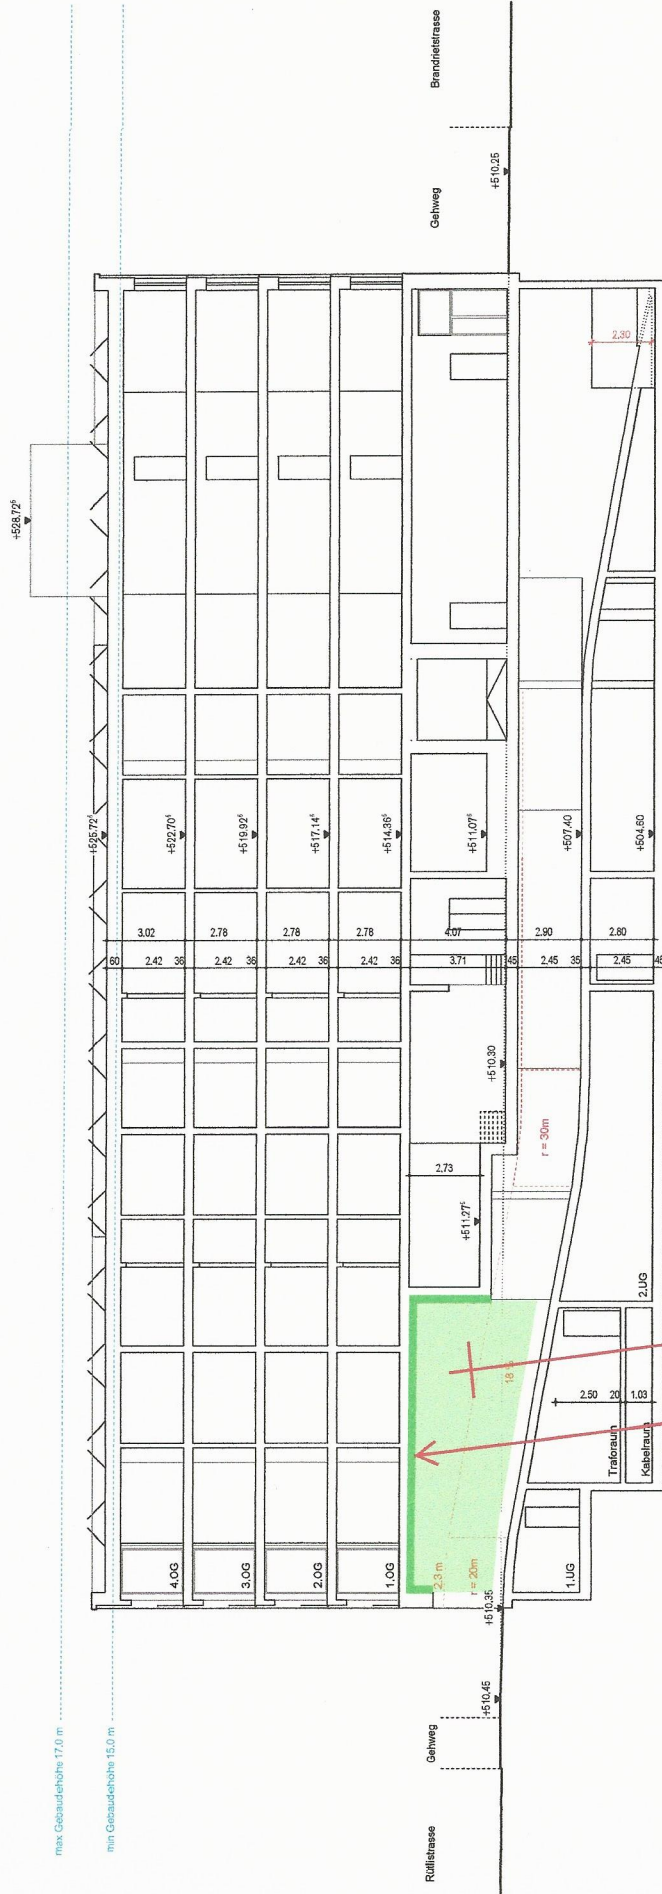 +528.72⁵
max Gebäudehöhe 17.0 m
min Gebäudehöhe 15.0 m
+525.72⁵
60
4.OG
2.42
3.02
+522.70⁵
36
3.OG
2.42
2.78
+519.92⁵
36
2.OG
2.42
2.78
+517.14⁵
36
1.OG
2.42
2.78
+514.36⁵
36
2.3 m
r = 20m
2.73
3.71
4.07
+511.07⁵
+511.27⁵
18 %
Rütlistrasse
Gehweg
+510.45
+510.35
+510.30
45
+510.25
Gehweg
Brandrietstrasse
r = 30m
2.45
2.90
1.UG
+507.40
35
2.50
20
1.03
Traforaum
Kabelraum
2.UG
2.45
2.80
2.30
+504.60
45